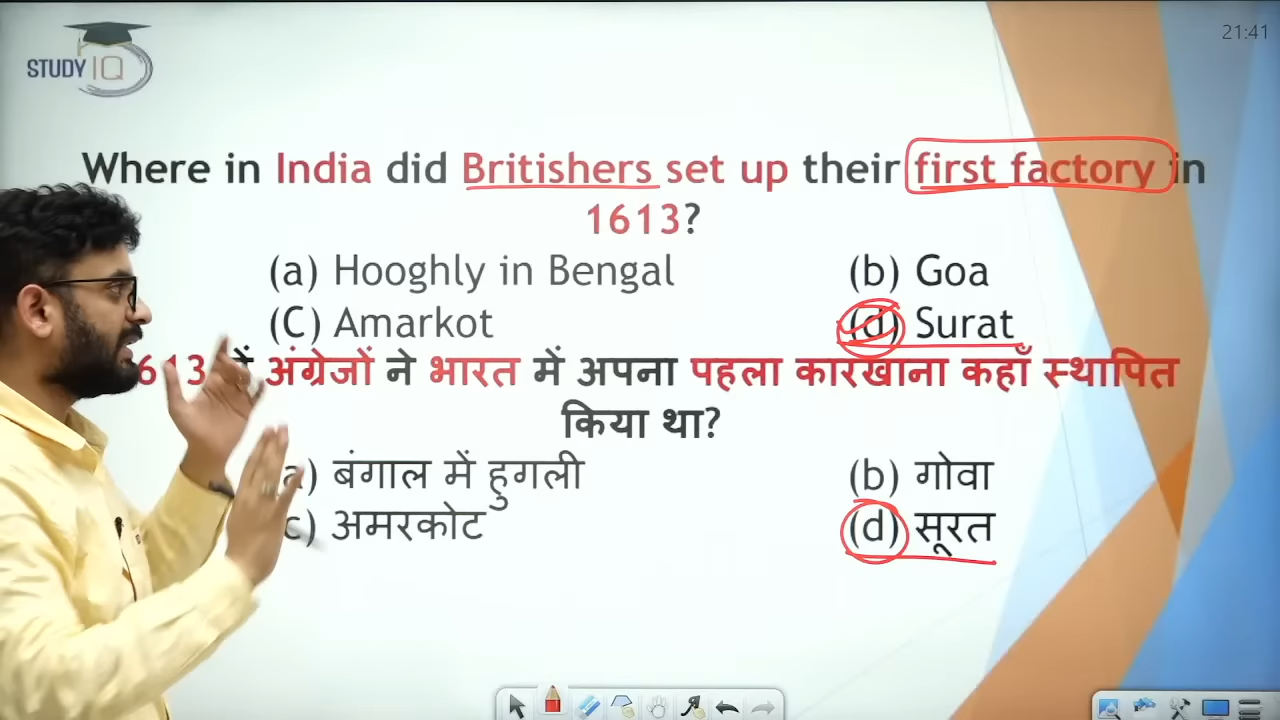 STUDY IQ
21:41
Where in India did Britishers set up their first factory in
1613?
(a) Hooghly in Bengal (b) Goa
(C) Amarkot (d) Surat
613 में अंग्रेजों ने भारत में अपना पहला कारखाना कहाँ स्थापित
किया था?
a) बंगाल में हुगली (b) गोवा
c) अमरकोट (d) सूरत